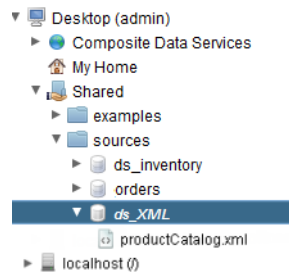 Desktop (admin)
Composite Data Services
My Home
Shared
examples
sources
ds_inventory
orders
ds_XML
productCatalog.xml
localhost (/)